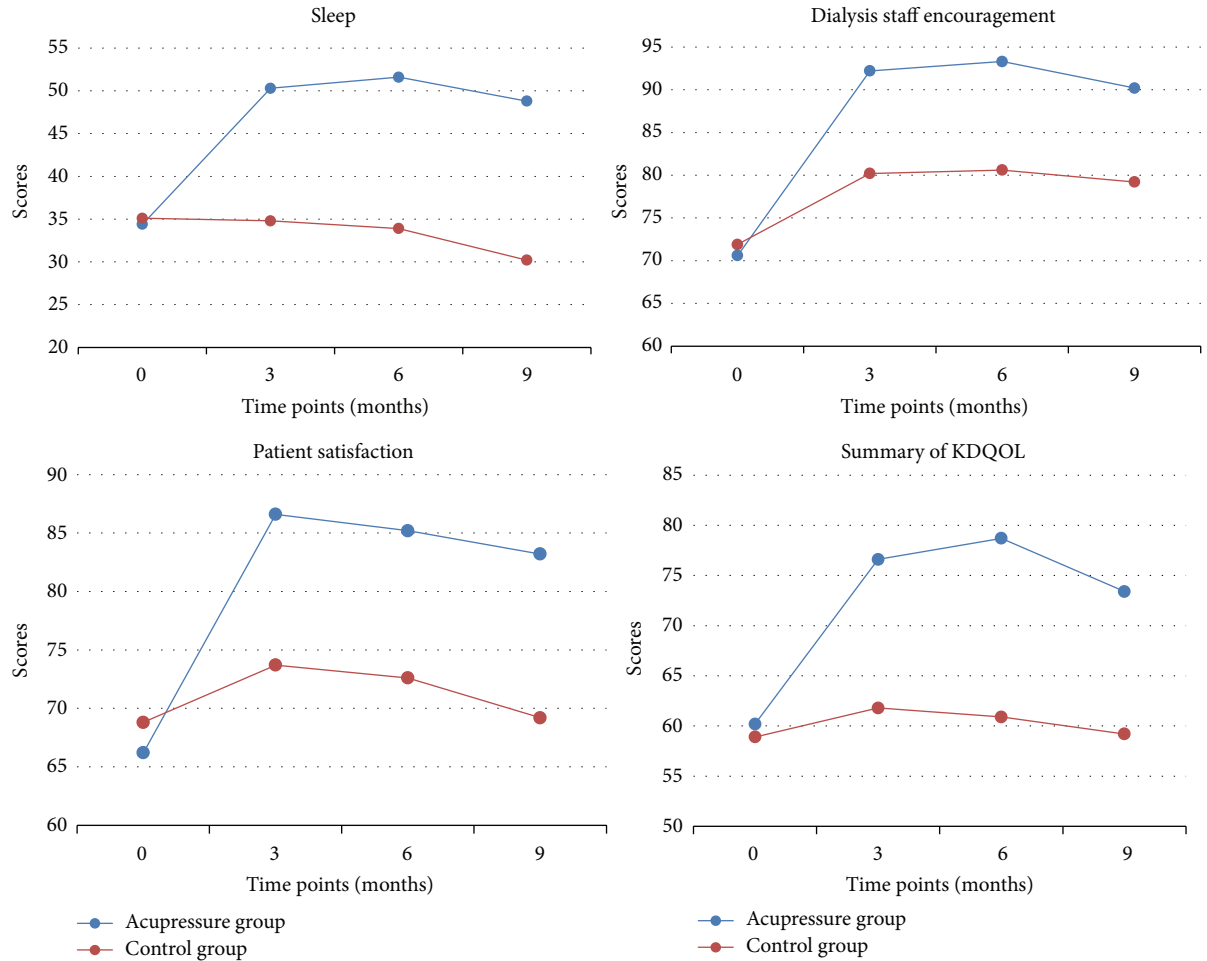 Sleep
55
50
45
40
35
30
25
20
Scores
0 3 6 9
Time points (months)
Dialysis staff encouragement
95
90
85
80
75
70
65
60
Scores
0 3 6 9
Time points (months)
Patient satisfaction
90
85
80
75
70
65
60
Scores
0 3 6 9
Time points (months)
Acupressure group
Control group
Summary of KDQOL
85
80
75
70
65
60
55
50
Scores
0 3 6 9
Time points (months)
Acupressure group
Control group